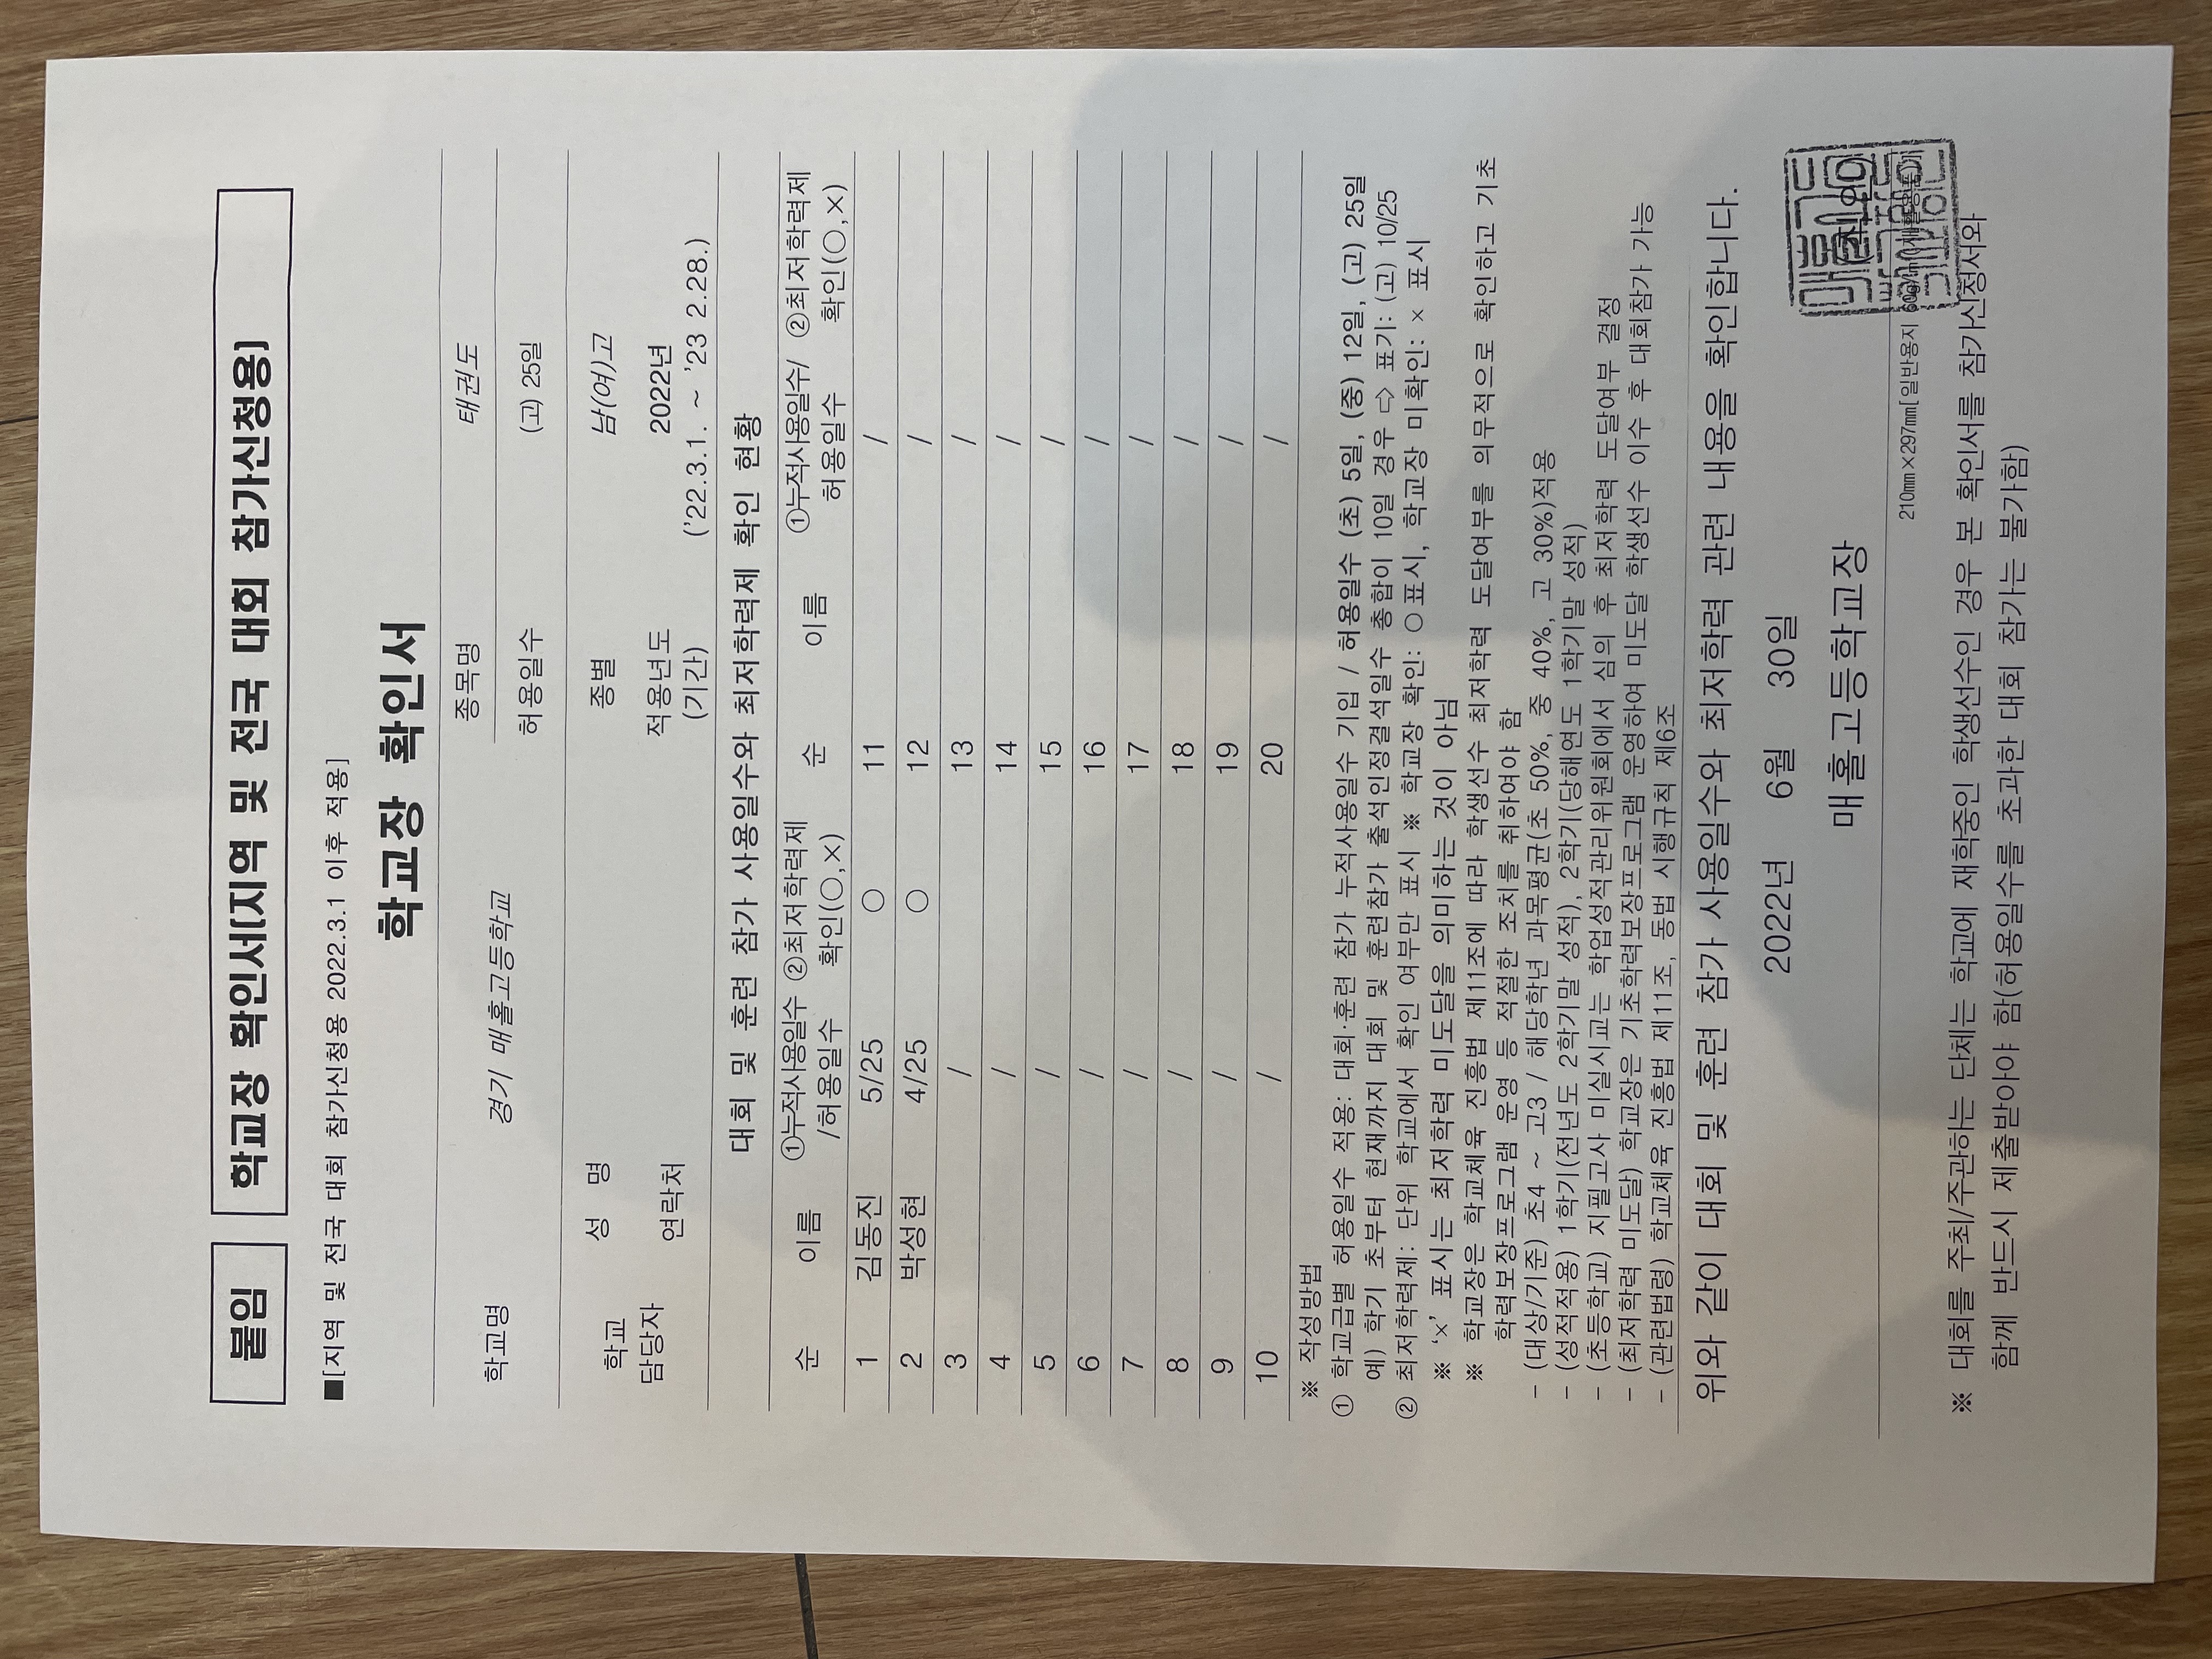 붙임 학교장 확인서(지역 및 전국 대회 참가신청용)
■[지역 및 전국 대회 참가신청용 2022.3.1 이후 적용]
학교장 확인서
학교명 경기 매홀고등학교 종목명 태권도
허용일수 (고) 25일
학교 담당자 성 명 종별 남(여)고
연락처 적용년도 (기간) 2022년 ('22.3.1. ~ '23 2.28.)
대회 및 훈련 참가 사용일수와 최저학력제 확인 현황
순 이름 ①누적사용일수 /허용일수 ②최저학력제 확인(○,×) 순 이름 ①누적사용일수/ 허용일수 ②최저학력제 확인(○,×)
1 김동진 5/25 ○ 11 /
2 박성현 4/25 ○ 12 /
3 / 13 /
4 / 14 /
5 / 15 /
6 / 16 /
7 / 17 /
8 / 18 /
9 / 19 /
10 / 20 /
※ 작성방법
① 학교급별 허용일수 적용: 대회·훈련 참가 누적사용일수 기입 / 허용일수 (초) 5일, (중) 12일, (고) 25일
예) 학기 초부터 현재까지 대회 및 훈련참가 출석인정결석일수 총합이 10일 경우 ⇨ 표기: (고) 10/25
② 최저학력제: 단위 학교에서 확인 여부만 표시 ※ 학교장 확인: ○표시, 학교장 미확인: × 표시
※ '×' 표시는 최저학력 미도달을 의미하는 것이 아님
※ 학교장은 학교체육 진흥법 제11조에 따라 학생선수 최저학력 도달여부를 의무적으로 확인하고 기초
학력보장프로그램 운영 등 적절한 조치를 취하여야 함
- (대상/기준) 초4 ~ 고3 / 해당학년 과목평균(초 50%, 중 40%, 고 30%)적용
- (성적적용) 1학기(전년도 2학기말 성적), 2학기(당해연도 1학기말 성적)
- (초등학교) 지필고사 미실시교는 학업성적관리위원회에서 심의 후 최저학력 도달여부 결정
- (최저학력 미도달) 학교장은 기초학력보장프로그램 운영하여 미도달 학생선수 이수 후 대회참가 가능
- (관련법령) 학교체육 진흥법 제11조, 동법 시행규칙 제6조
위와 같이 대회 및 훈련 참가 사용일수와 최저학력 관련 내용을 확인합니다.
2022년 6월 30일
매홀고등학교장
210mm×297mm[일반용지
※ 대회를 주최/주관하는 단체는 학교에 재학중인 학생선수인 경우 본 확인서를 참가신청서와
함께 반드시 제출받아야 함(허용일수를 초과한 대회 참가는 불가함)